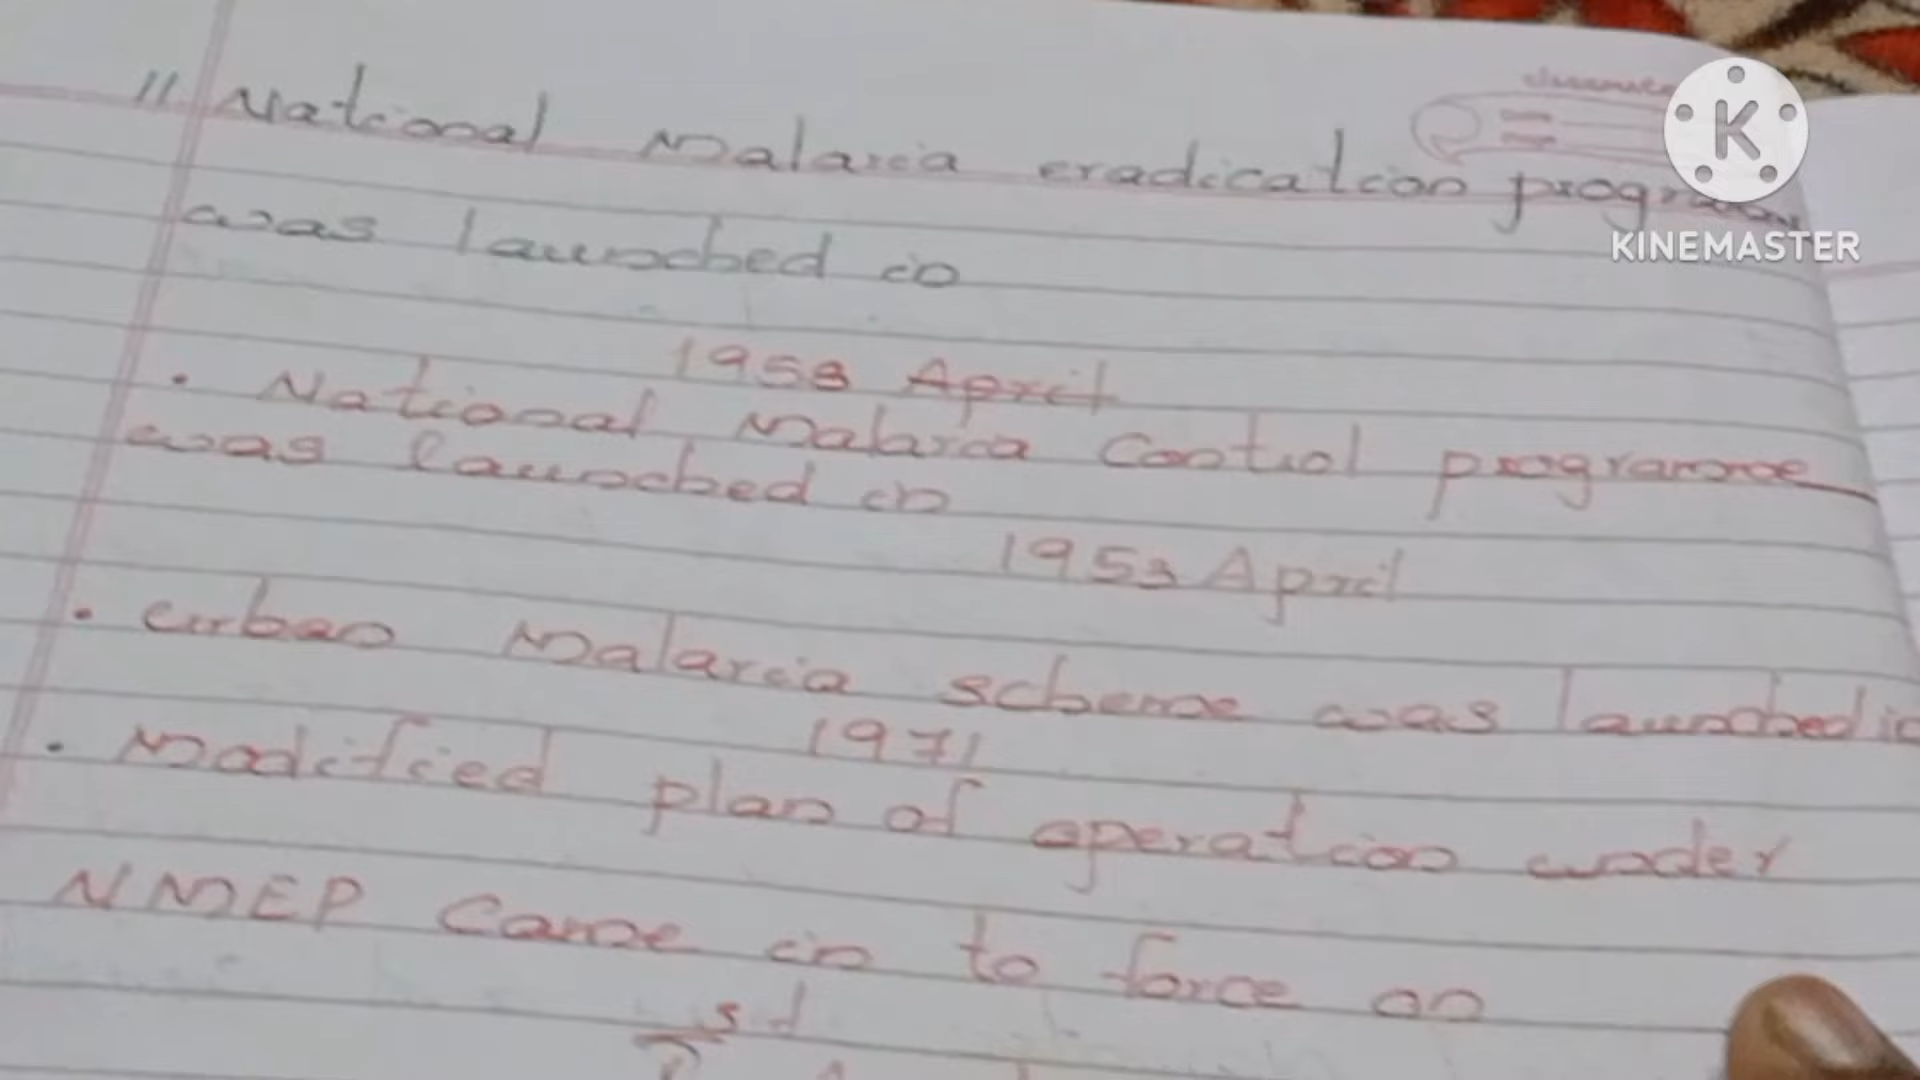 11 National Malaria eradication program
was launched in
1958 April
• National Malaria Control programme
was launched in
1953 April
• urban Malaria scheme was launched in
1971
• Modified plan of operation under
NMEP Came in to force on
KINEMASTER